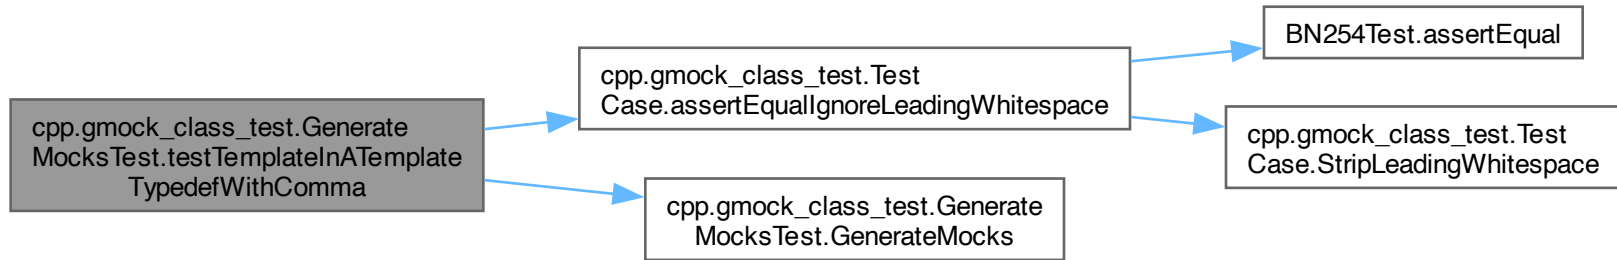 cpp.gmock_class_test.Generate
MocksTest.testTemplateInATemplate
TypedefWithComma
cpp.gmock_class_test.Test
Case.assertEqualIgnoreLeadingWhitespace
BN254Test.assertEqual
cpp.gmock_class_test.Test
Case.StripLeadingWhitespace
cpp.gmock_class_test.Generate
MocksTest.GenerateMocks